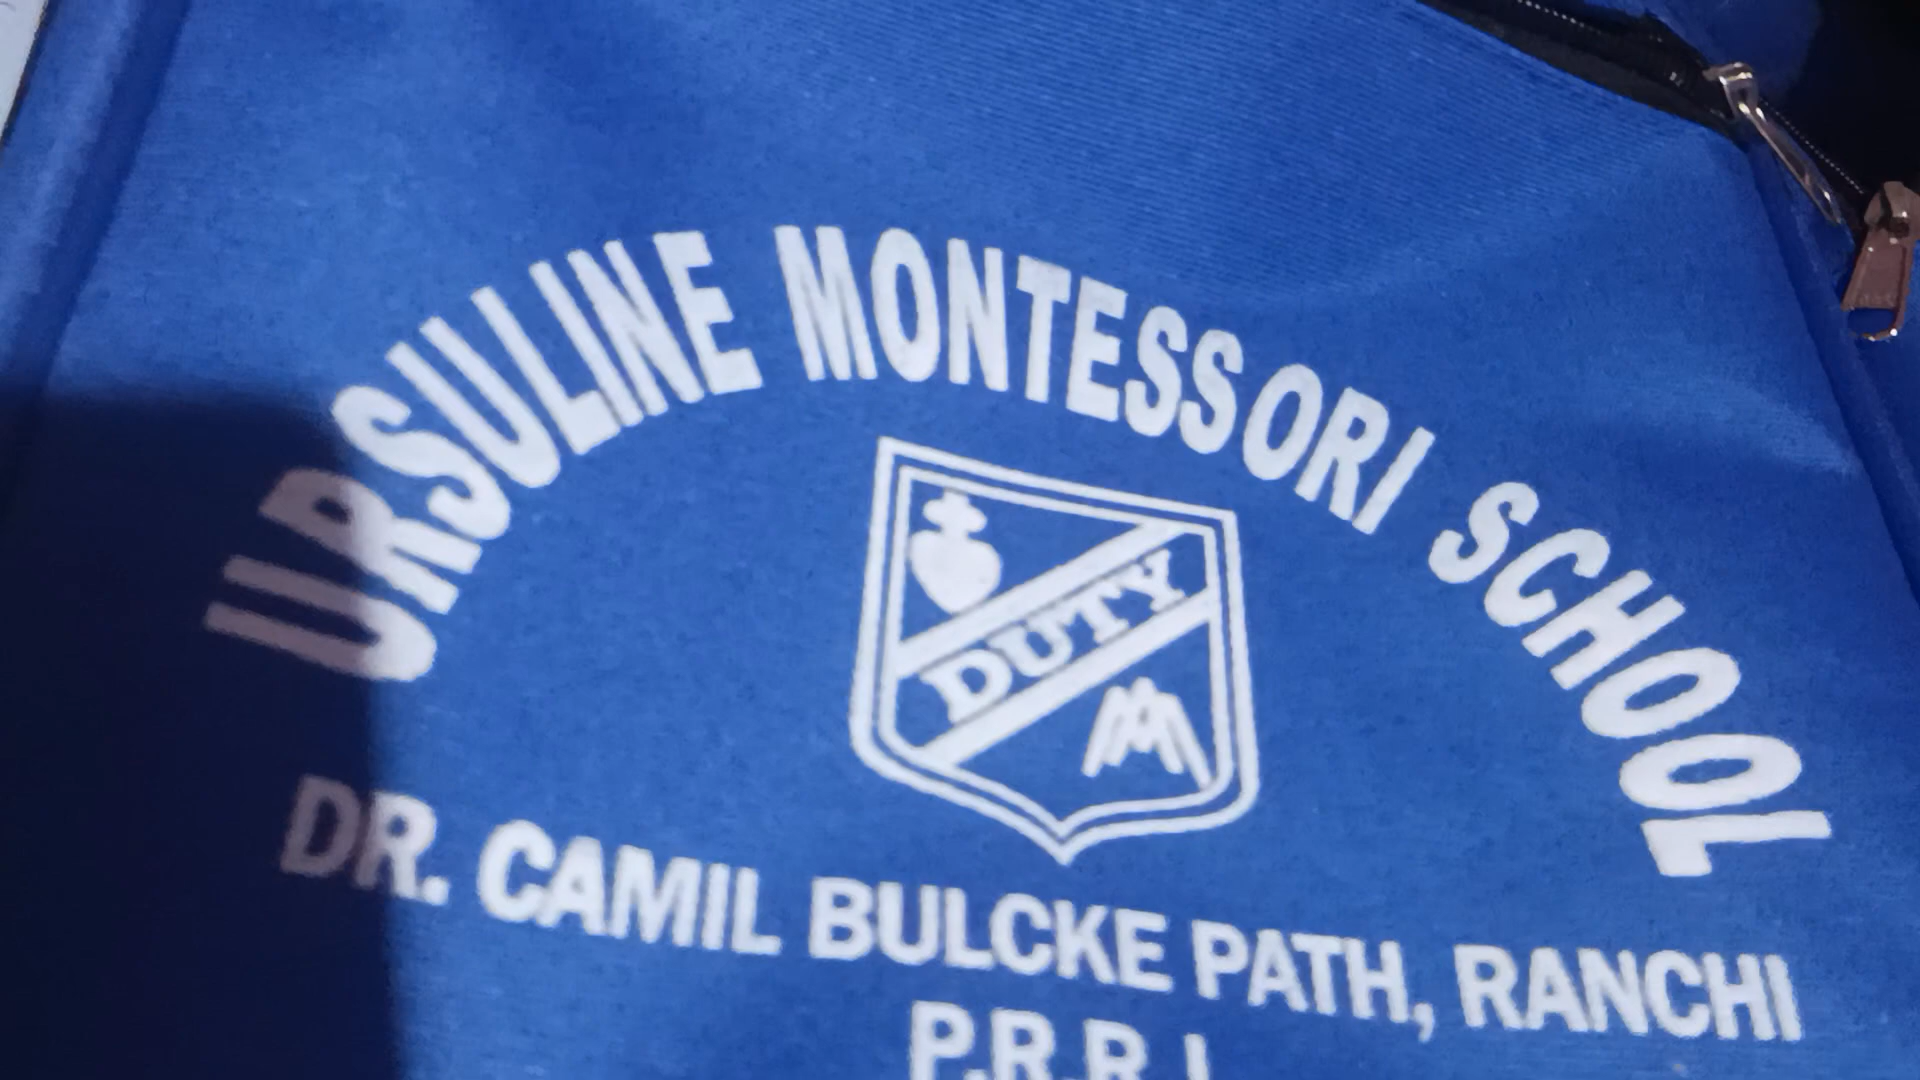 URSULINE MONTESSORI SCHOOL
DUTY
DR. CAMIL BULCKE PATH, RANCHI